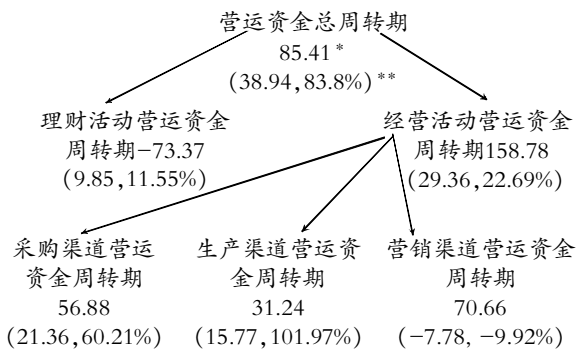 营运资金总周转期
85.41 *
(38.94,83.8%) **
理财活动营运资金
周转期-73.37
(9.85,11.55%)
经营活动营运资金
周转期158.78
(29.36,22.69%)
采购渠道营运
资金周转期
56.88
(21.36,60.21%)
生产渠道营运资
金周转期
31.24
(15.77,101.97%)
营销渠道营运资金
周转期
70.66
(-7.78, -9.92%)